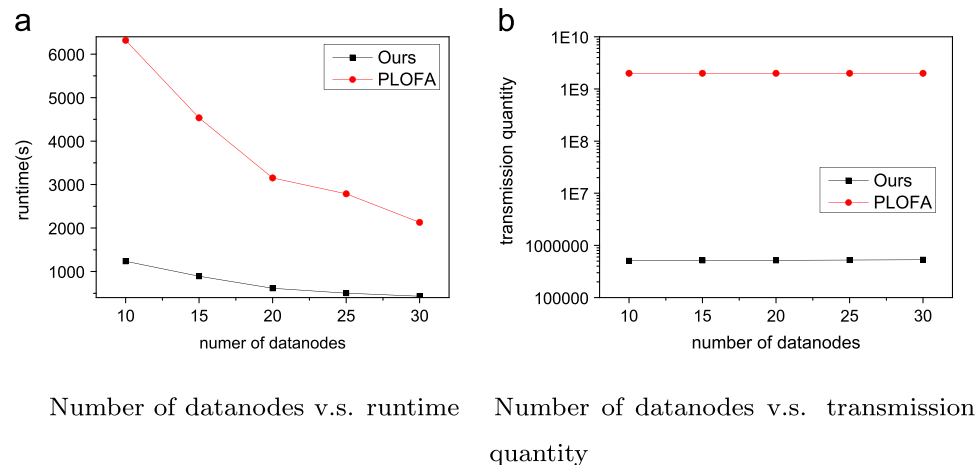 a
6000
5000
4000
3000
2000
1000
runtime(s)
Ours
PLOFA
10 15 20 25 30
numer of datanodes
b
1E10
1E9
1E8
1E7
1000000
100000
transmission quantity
Ours
PLOFA
10 15 20 25 30
number of datanodes
Number of datanodes v.s. runtime
Number of datanodes v.s. transmission
quantity